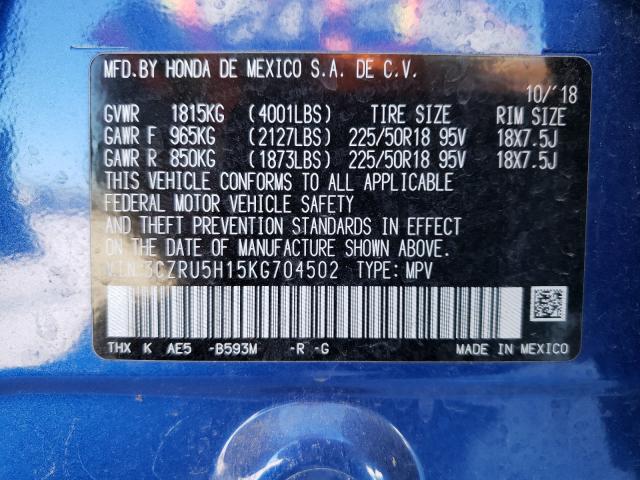 MFD.BY HONDA DE MEXICO S.A. DE C.V.
10/'18
GVWR 1815KG (4001LBS) TIRE SIZE RIM SIZE
GAWR F 965KG (2127LBS) 225/50R18 95V 18X7.5J
GAWR R 850KG (1873LBS) 225/50R18 95V 18X7.5J
THIS VEHICLE CONFORMS TO ALL APPLICABLE
FEDERAL MOTOR VEHICLE SAFETY
AND THEFT PREVENTION STANDARDS IN EFFECT
ON THE DATE OF MANUFACTURE SHOWN ABOVE.
V.I.N: 3CZRU5H15KG704502 TYPE: MPV
THX K AE5 -B593M -R -G MADE IN MEXICO